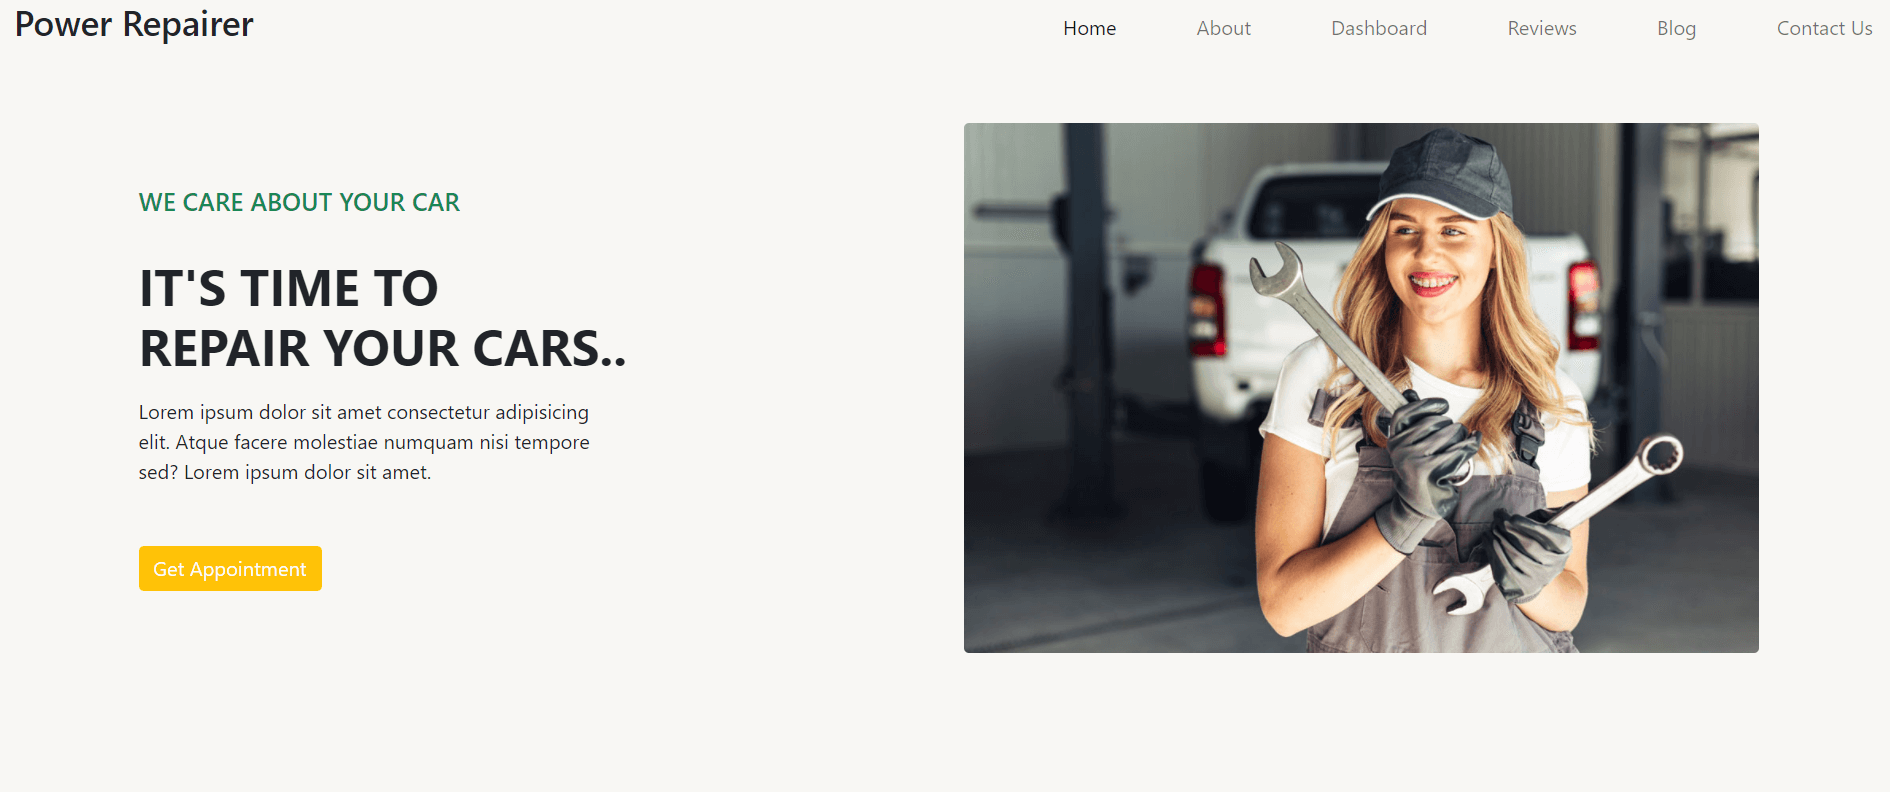 Power Repairer
Home About Dashboard Reviews Blog Contact Us
WE CARE ABOUT YOUR CAR
IT'S TIME TO
REPAIR YOUR CARS..
Lorem ipsum dolor sit amet consectetur adipisicing
elit. Atque facere molestiae numquam nisi tempore
sed? Lorem ipsum dolor sit amet.
Get Appointment